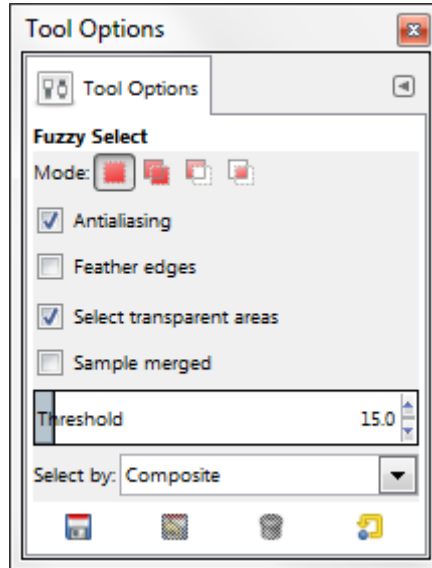 Tool Options
Tool Options
Fuzzy Select
Mode:
Antialiasing
Feather edges
Select transparent areas
Sample merged
Threshold 15.0
Select by: Composite